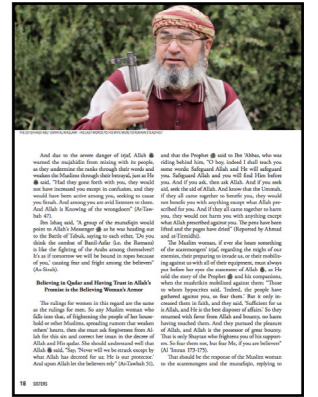 And due to the severe danger of irjaf, Allah ﷻ
warned the mujahidin from mixing with its people,
as they undermine the ranks through their words and
weaken the Muslims through their betrayal, just as He
ﷻ said, "Had they gone forth with you, they would
not have increased you except in confusion, and they
would have been active among you, seeking to cause
you fitnah. And among you are avid listeners to them.
And Allah is Knowing of the wrongdoers" (At-Taw-
bah 47).
Ibn Ishaq said, "A group of the munafiqin would
point to Allah's Messenger ﷺ as he was heading out
to the Battle of Tabuk, saying to each other, 'Do you
think the combat of Banil-Asfar (i.e. the Romans)
is like the fighting of the Arabs among themselves?
It's as if tomorrow we will be bound in ropes because
of you,' causing fear and fright among the believers"
(As-Sirah).
Believing in Qadar and Having Trust in Allah's
Promise is the Believing Woman's Armor
The rulings for women in this regard are the same
as the rulings for men. So any Muslim woman who
falls into that, of frightening the people of her house-
hold or other Muslims, spreading rumors that weaken
others' hearts, then she must ask forgiveness from Al-
lah for this sin and correct her iman in the decree of
Allah and His qadar. She should understand well that
Allah ﷻ said, "Say, 'Never will we be struck except by
what Allah has decreed for us; He is our protector.'
And upon Allah let the believers rely" (At-Tawbah 51),
and that the Prophet ﷺ said to Ibn 'Abbas, who was
riding behind him, "O boy, indeed I shall teach you
some words: Safeguard Allah and He will safeguard
you. Safeguard Allah and you will find Him before
you. And if you ask, then ask Allah. And if you seek
aid, seek the aid of Allah. And know that the Ummah,
if they all came together to benefit you, they would
not benefit you with anything except what Allah pre-
scribed for you. And if they all came together to harm
you, they would not harm you with anything except
what Allah prescribed against you. The pens have been
lifted and the pages have dried" (Reported by Ahmad
and at-Tirmidhi).
The Muslim woman, if ever she hears something
of the scaremongers' irjaf, regarding the might of our
enemies, their preparing to invade us, or their mobiliz-
ing against us with all of their equipment, must always
put before her eyes the statement of Allah ﷻ, as He
told the story of the Prophet ﷺ and his companions,
when the mushrikin mobilized against them: "Those
to whom hypocrites said, 'Indeed, the people have
gathered against you, so fear them.' But it only in-
creased them in faith, and they said, 'Sufficient for us
is Allah, and He is the best disposer of affairs.' So they
returned with favor from Allah and bounty, no harm
having touched them. And they pursued the pleasure
of Allah, and Allah is the possessor of great bounty.
That is only Shaytan who frightens you of his support-
ers. So fear them not, but fear Me, if you are believers"
(Al 'Imran 173-175).
That should be the response of the Muslim woman
to the scaremongers and the munafiqin, replying to
16 SISTERS